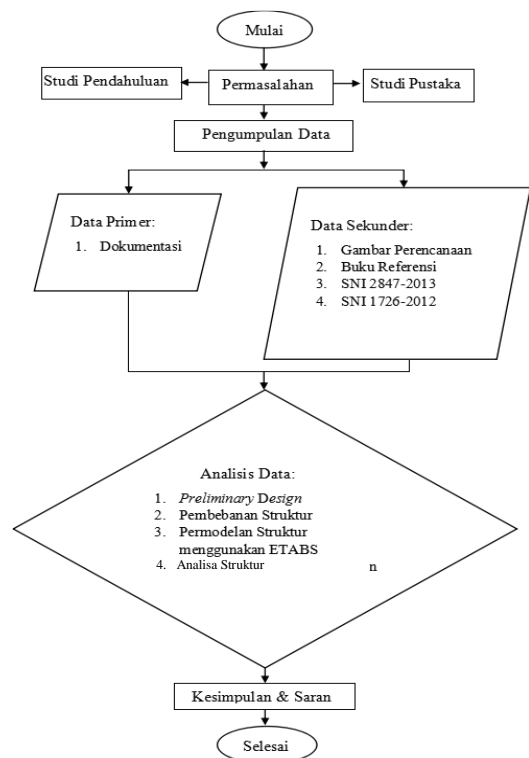 Mulai
Studi Pendahuluan
Permasalahan
Studi Pustaka
Pengumpulan Data
Data Primer:
1. Dokumentasi
Data Sekunder:
1. Gambar Perencanaan
2. Buku Referensi
3. SNI 2847-2013
4. SNI 1726-2012
Analisis Data:
1. Preliminary Design
2. Pembebanan Struktur
3. Permodelan Struktur
menggunakan ETABS
4. Analisa Struktur n
Kesimpulan & Saran
Selesai